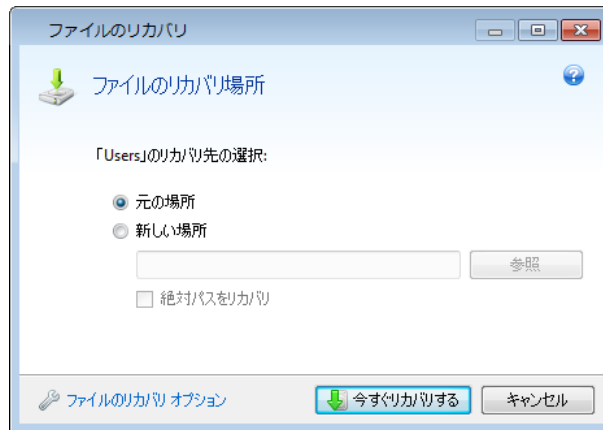 ファイルのリカバリ
ファイルのリカバリ場所
「Users」のリカバリ先の選択:
元の場所
新しい場所
参照
絶対パスをリカバリ
ファイルのリカバリ オプション
今すぐリカバリする
キャンセル